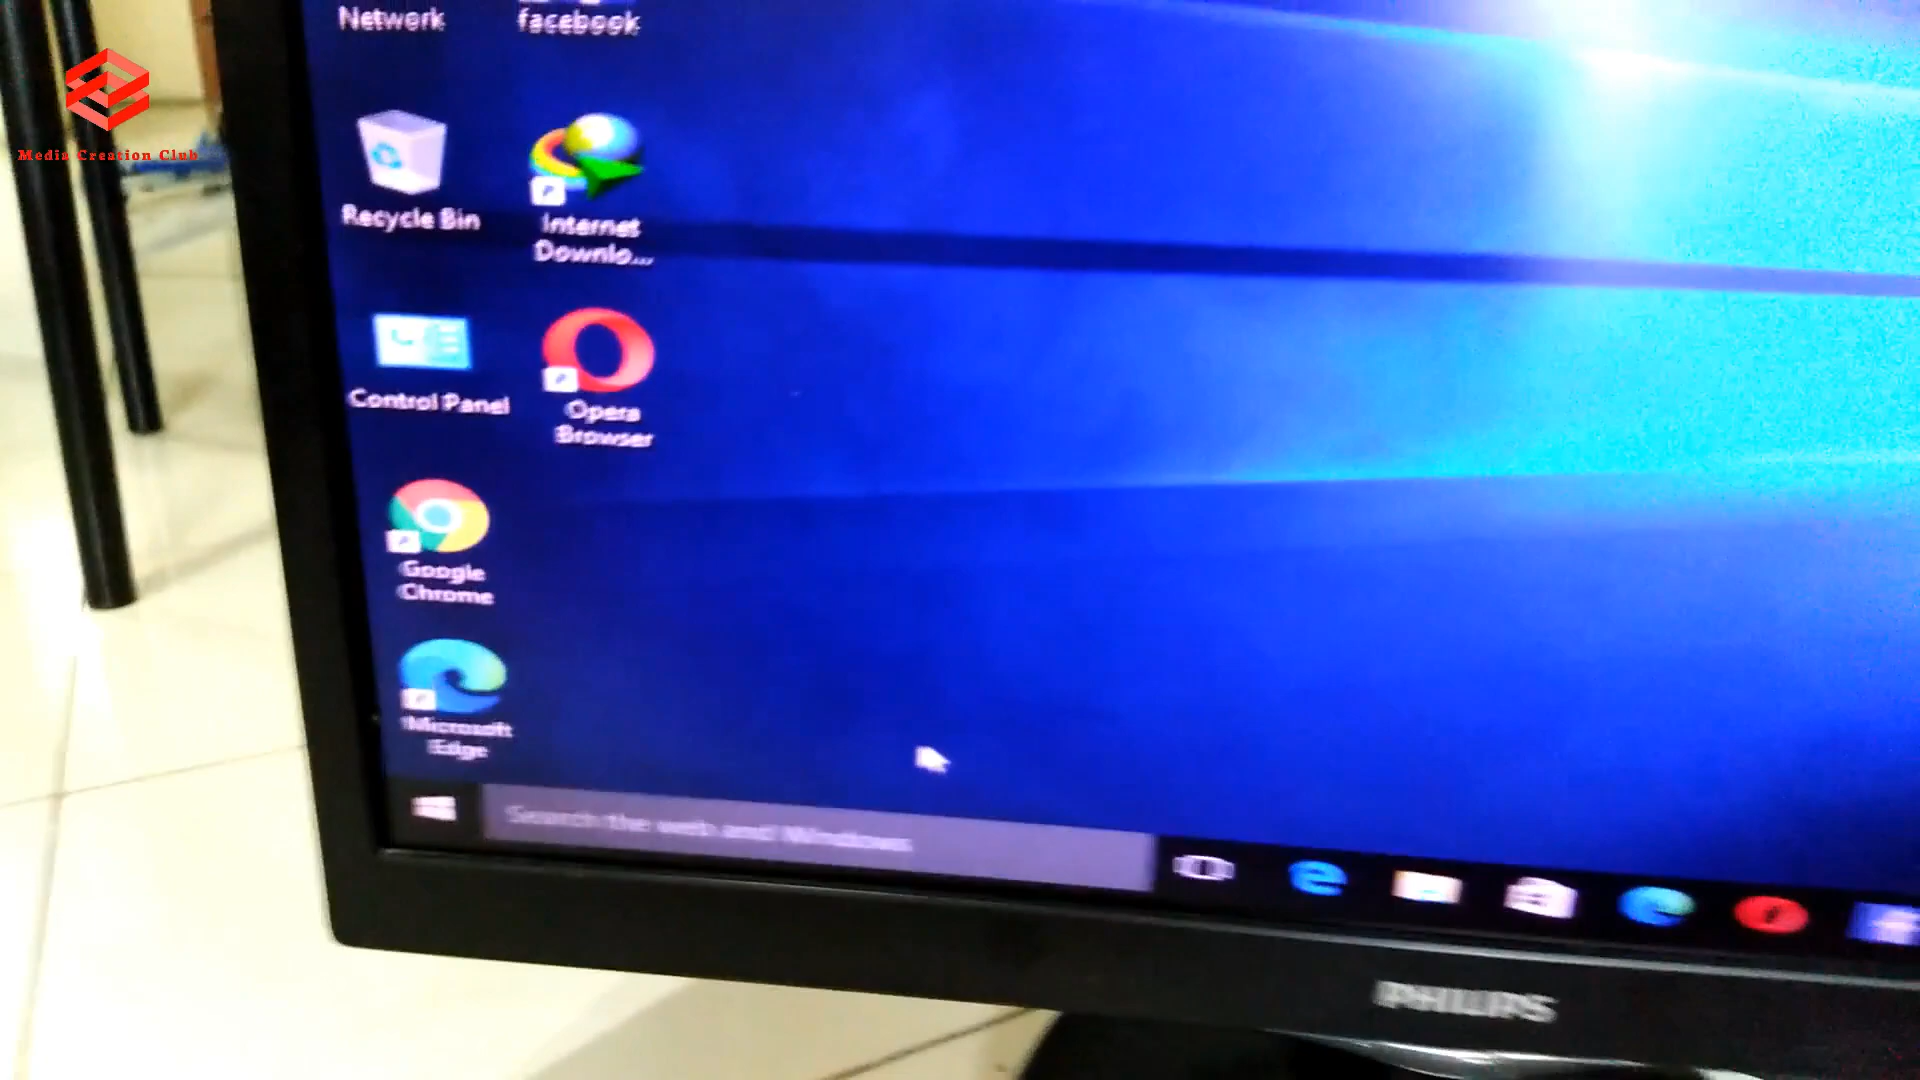 Network
facebook
Media Creation Club
Recycle Bin
Internet
Downlo...
Control Panel
Opera
Browser
Google
Chrome
Microsoft
Edge
Search the web and Windows
PHILIPS